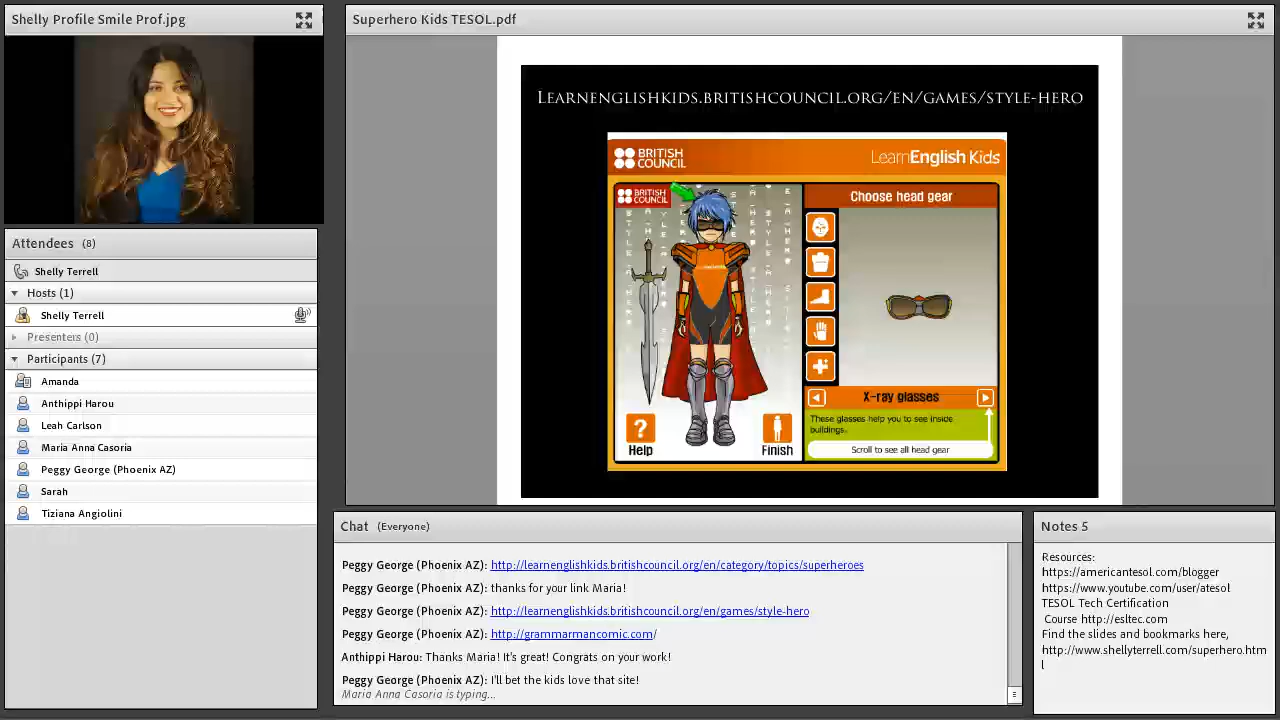 Shelly Profile Smile Prof.jpg
Attendees (8)
Shelly Terrell
Hosts (1)
Shelly Terrell
Presenters (0)
Participants (7)
Amanda
Anthippi Harou
Leah Carlson
Maria Anna Casoria
Peggy George (Phoenix AZ)
Sarah
Tiziana Angiolini
Superhero Kids TESOL.pdf
Learnenglishkids.britishcouncil.org/en/games/style-hero
BRITISH
COUNCIL
LearnEnglish Kids
BRITISH
COUNCIL
Choose head gear
X-ray glasses
These glasses help you to see inside
buildings.
Scroll to see all head gear
?
Help
Finish
Chat (Everyone)
Peggy George (Phoenix AZ): http://learnenglishkids.britishcouncil.org/en/category/topics/superheroes
Peggy George (Phoenix AZ): thanks for your link Maria!
Peggy George (Phoenix AZ): http://learnenglishkids.britishcouncil.org/en/games/style-hero
Peggy George (Phoenix AZ): http://grammarmancomic.com/
Anthippi Harou: Thanks Maria! It's great! Congrats on your work!
Peggy George (Phoenix AZ): I'll bet the kids love that site!
Maria Anna Casoria is typing...
Notes 5
Resources:
https://americantesol.com/blogger
https://www.youtube.com/user/atesol
TESOL Tech Certification
Course http://esltec.com
Find the slides and bookmarks here,
http://www.shellyterrell.com/superhero.htm
l